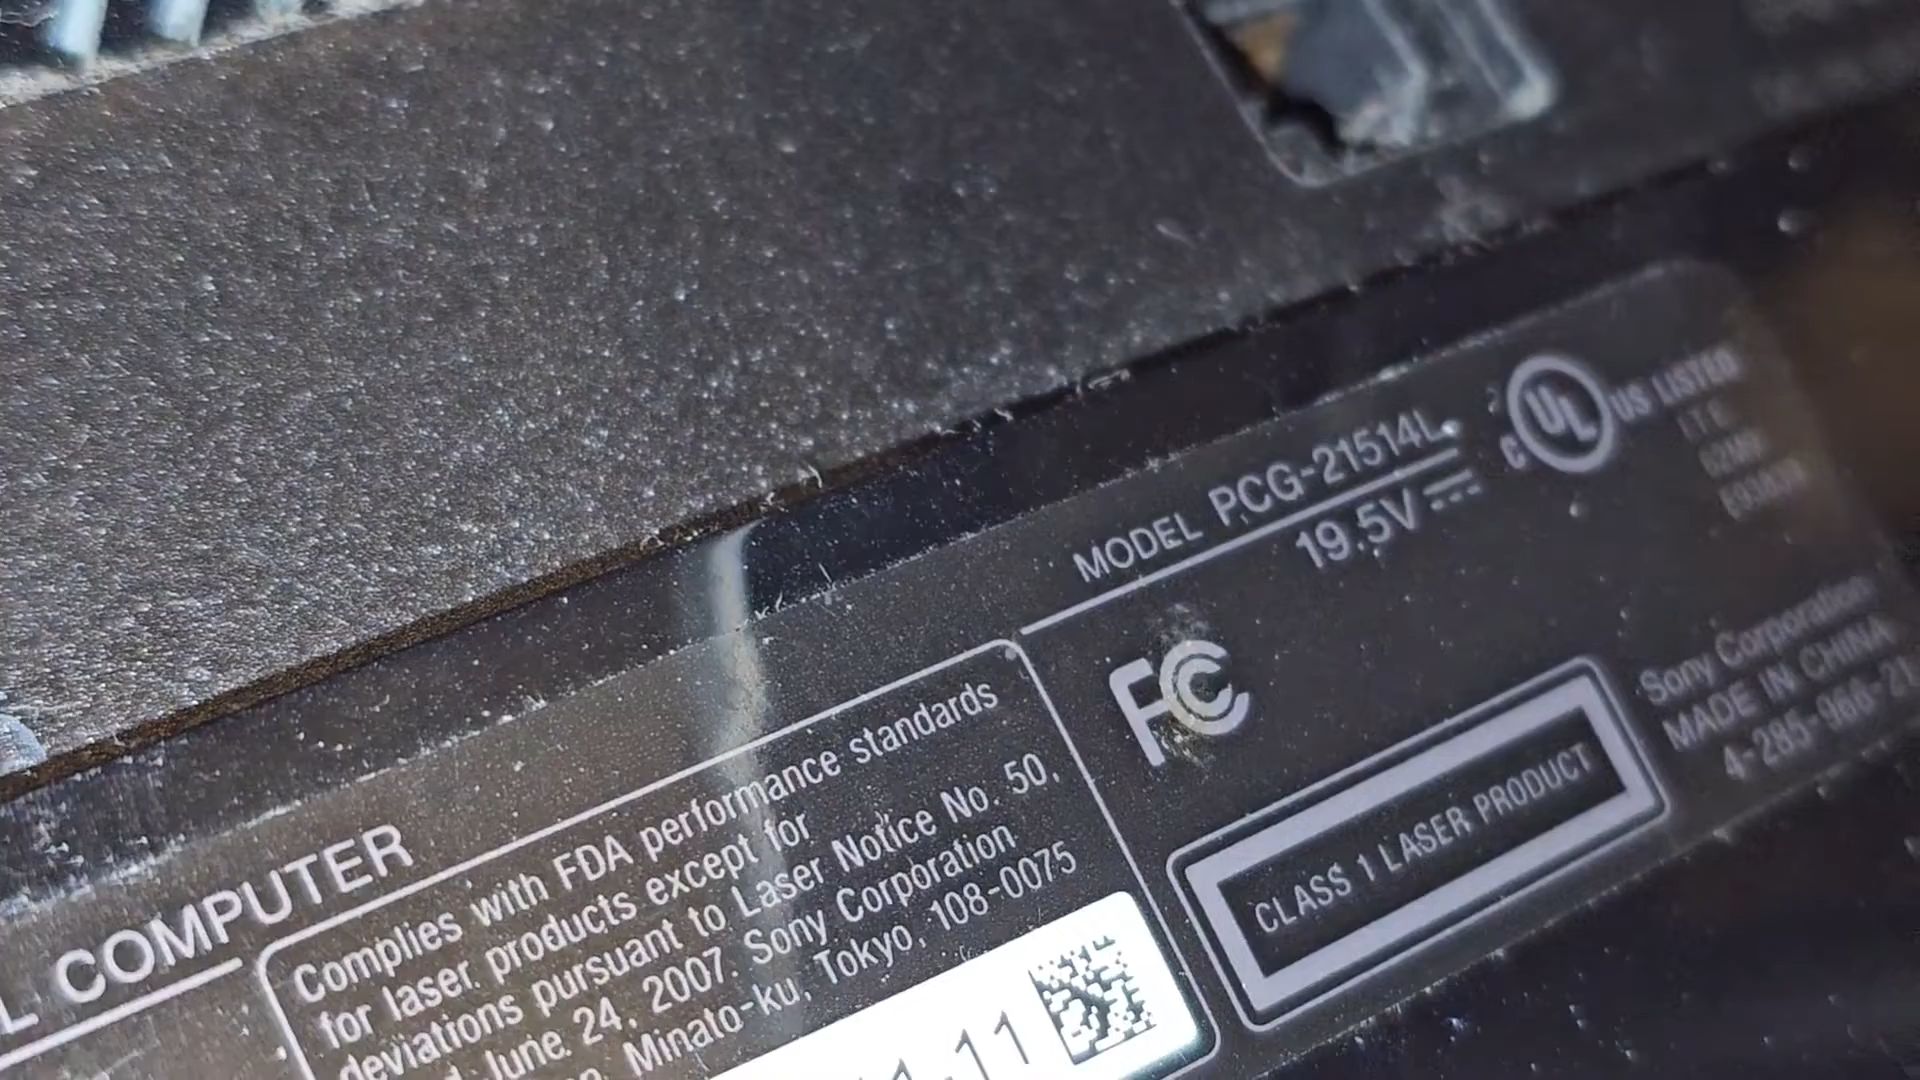 MODEL PCG-21514L
19.5V
C UL US LISTED
I.T.E.
FC
Sony Corporation
MADE IN CHINA
CLASS 1 LASER PRODUCT
COMPUTER
Complies with FDA performance standards
for laser products except for
deviations pursuant to Laser Notice No. 50,
June 24, 2007. Sony Corporation
Minato-ku, Tokyo, 108-0075